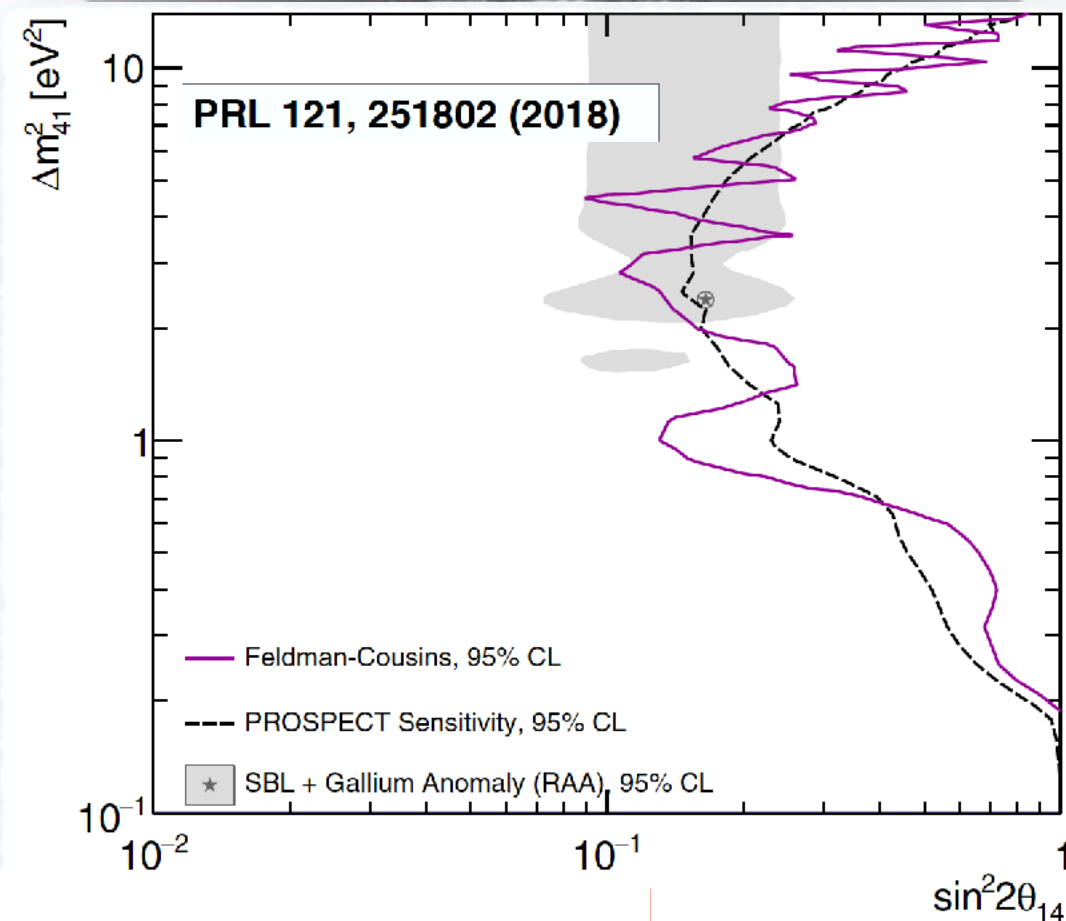 Δm²₄₁ [eV²]
10
PRL 121, 251802 (2018)
1
Feldman-Cousins, 95% CL
PROSPECT Sensitivity, 95% CL
SBL + Gallium Anomaly (RAA), 95% CL
10⁻¹
10⁻² 10⁻¹ 1
sin²2θ₁₄